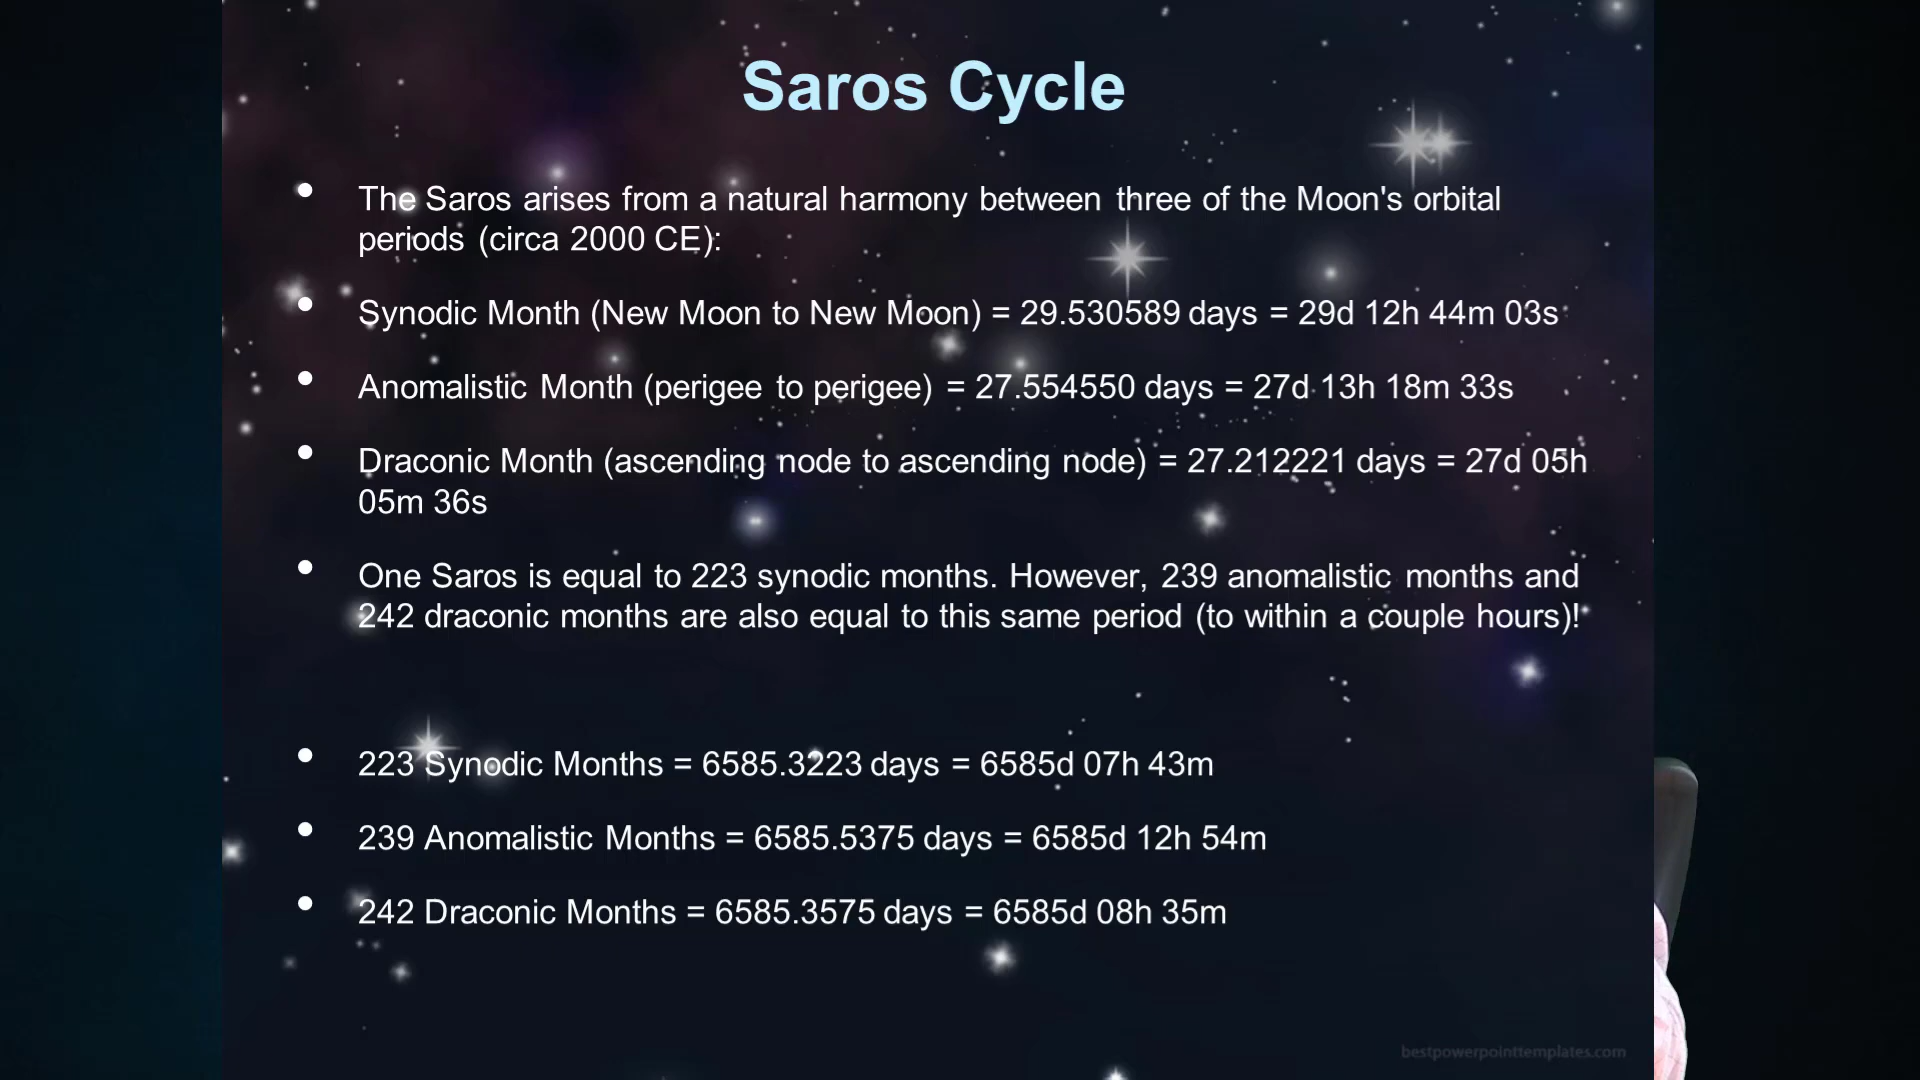 Saros Cycle
• The Saros arises from a natural harmony between three of the Moon's orbital
periods (circa 2000 CE):
• Synodic Month (New Moon to New Moon) = 29.530589 days = 29d 12h 44m 03s
• Anomalistic Month (perigee to perigee) = 27.554550 days = 27d 13h 18m 33s
• Draconic Month (ascending node to ascending node) = 27.212221 days = 27d 05h
05m 36s
• One Saros is equal to 223 synodic months. However, 239 anomalistic months and
242 draconic months are also equal to this same period (to within a couple hours)!
• 223 Synodic Months = 6585.3223 days = 6585d 07h 43m
• 239 Anomalistic Months = 6585.5375 days = 6585d 12h 54m
• 242 Draconic Months = 6585.3575 days = 6585d 08h 35m
bestpowerpointtemplates.com